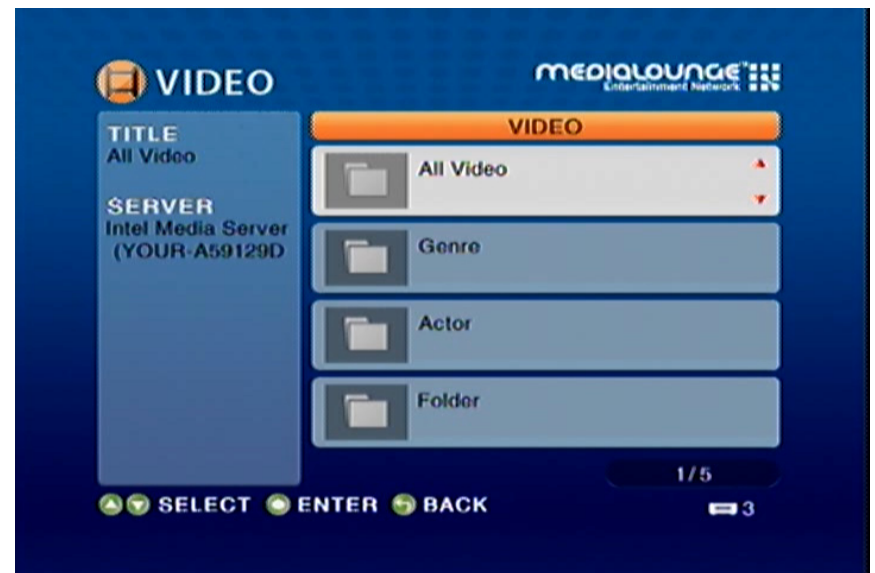 VIDEO
MEDIALOUNGE™
Entertainment Network
TITLE
All Video
SERVER
Intel Media Server
(YOUR-A59129D
VIDEO
All Video
Genre
Actor
Folder
1/5
SELECT ENTER BACK
3